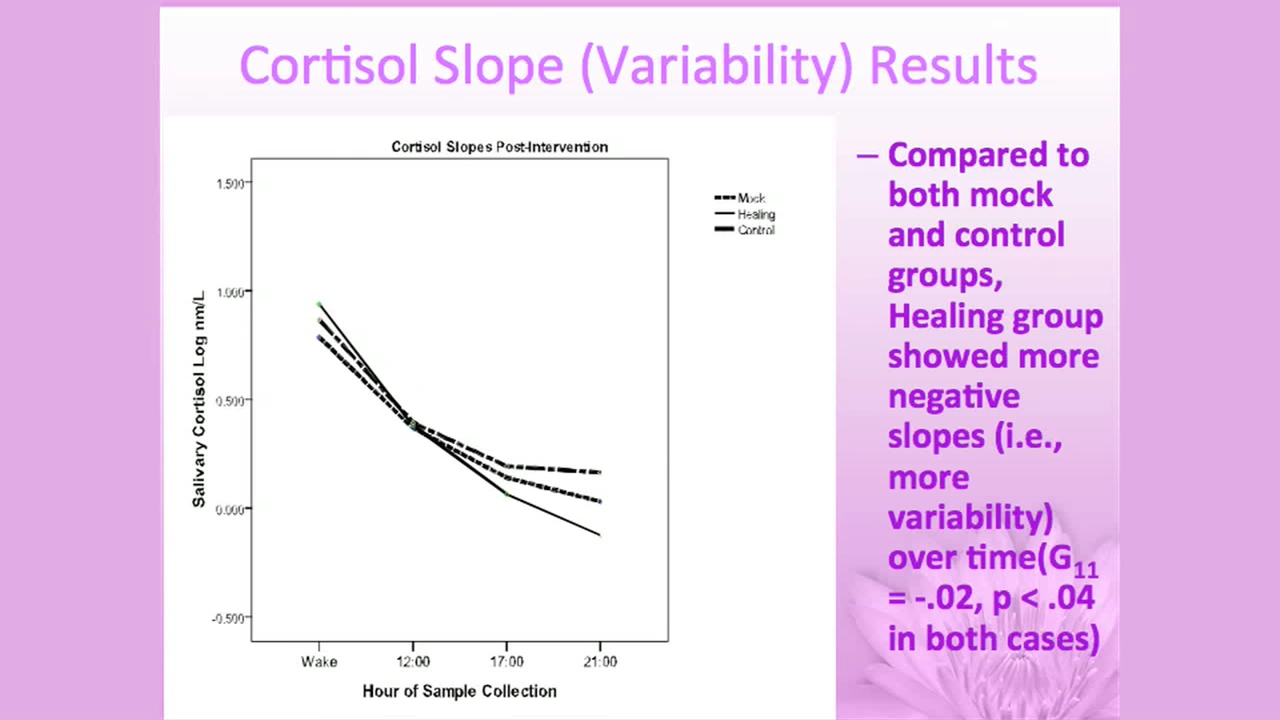 Cortisol Slope (Variability) Results
Cortisol Slopes Post-Intervention
1.500
1.000
0.500
0.000
-0.500
Salivary Cortisol Log nm/L
Wake 12:00 17:00 21:00
Hour of Sample Collection
Mock
Healing
Control
– Compared to
both mock
and control
groups,
Healing group
showed more
negative
slopes (i.e.,
more
variability)
over time(G11
= -.02, p < .04
in both cases)